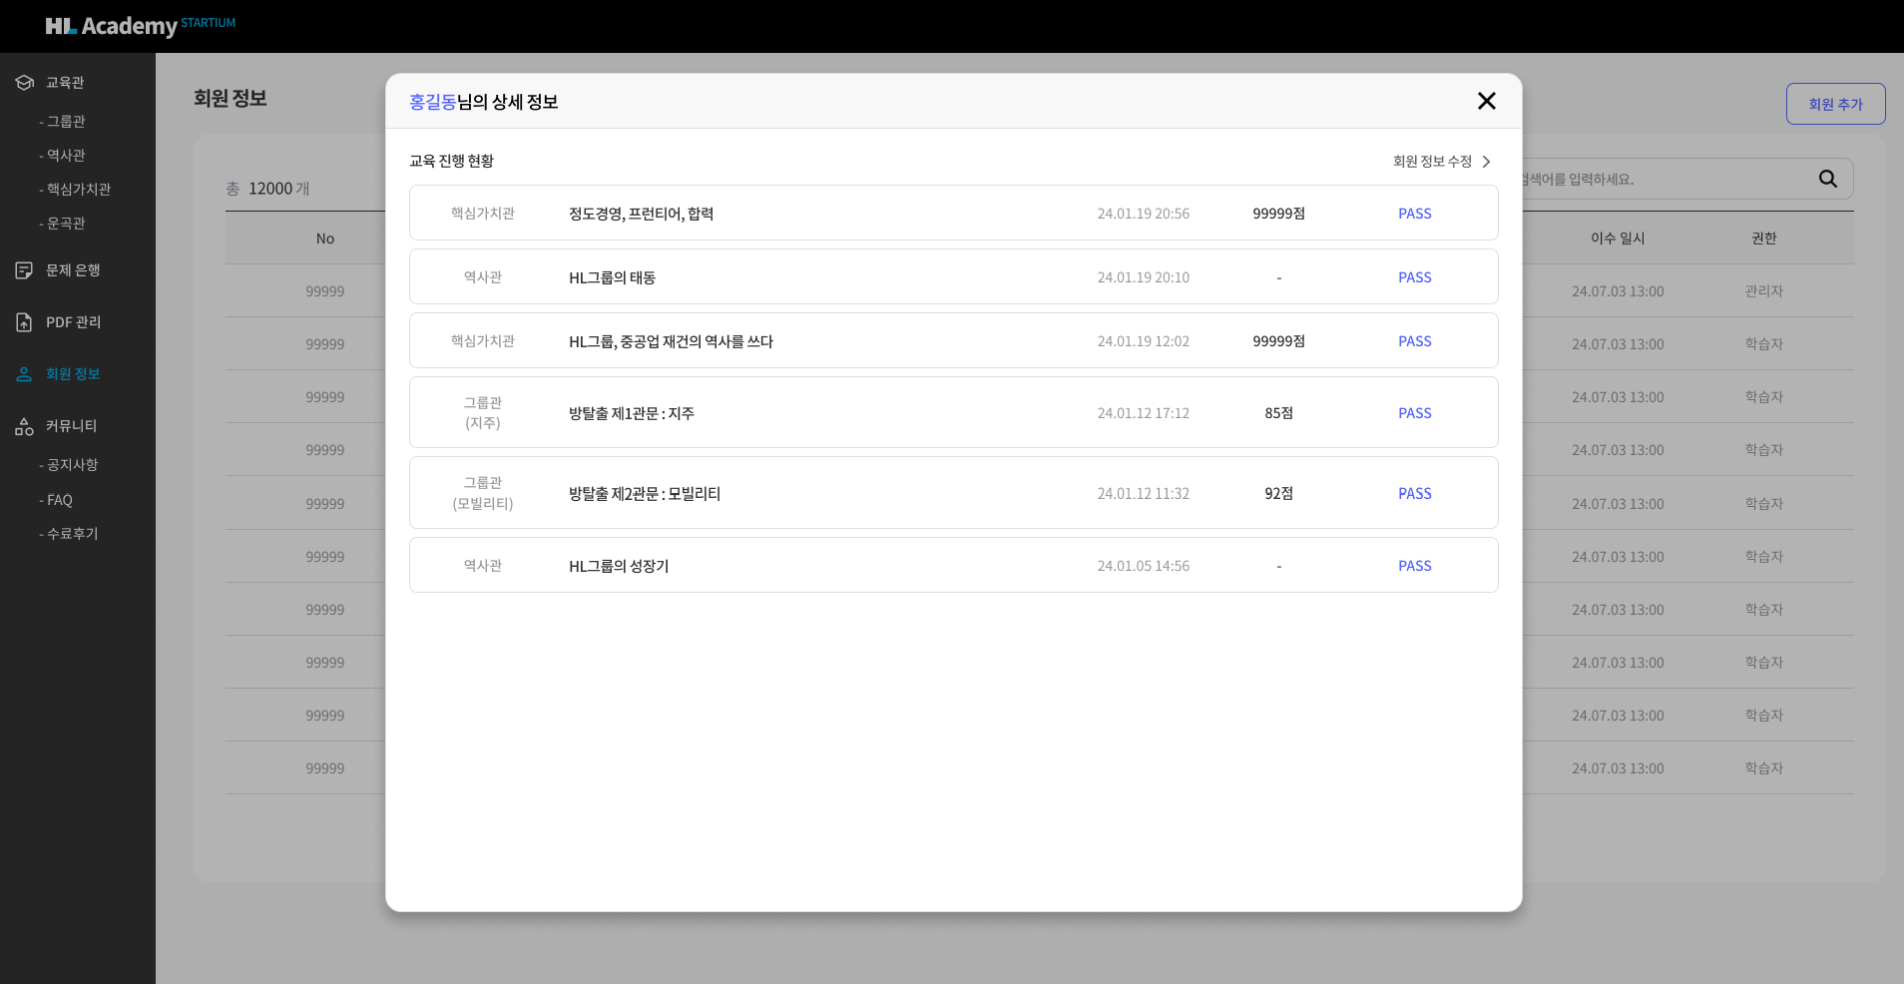 HL Academy STARTIUM
교육관
- 그룹관
- 역사관
- 핵심가치관
- 운곡관
문제 은행
PDF 관리
회원 정보
커뮤니티
- 공지사항
- FAQ
- 수료후기
회원 정보
회원 추가
총 12000 개
검색어를 입력하세요.
No
이수 일시
권한
99999
24.07.03 13:00
관리자
99999
24.07.03 13:00
학습자
99999
24.07.03 13:00
학습자
99999
24.07.03 13:00
학습자
99999
24.07.03 13:00
학습자
99999
24.07.03 13:00
학습자
99999
24.07.03 13:00
학습자
99999
24.07.03 13:00
학습자
99999
24.07.03 13:00
학습자
99999
24.07.03 13:00
학습자
홍길동님의 상세 정보
교육 진행 현황
회원 정보 수정
핵심가치관 정도경영, 프런티어, 합력 24.01.19 20:56 99999점 PASS
역사관 HL그룹의 태동 24.01.19 20:10 - PASS
핵심가치관 HL그룹, 중공업 재건의 역사를 쓰다 24.01.19 12:02 99999점 PASS
그룹관
(지주)
방탈출 제1관문 : 지주 24.01.12 17:12 85점 PASS
그룹관
(모빌리티)
방탈출 제2관문 : 모빌리티 24.01.12 11:32 92점 PASS
역사관 HL그룹의 성장기 24.01.05 14:56 - PASS